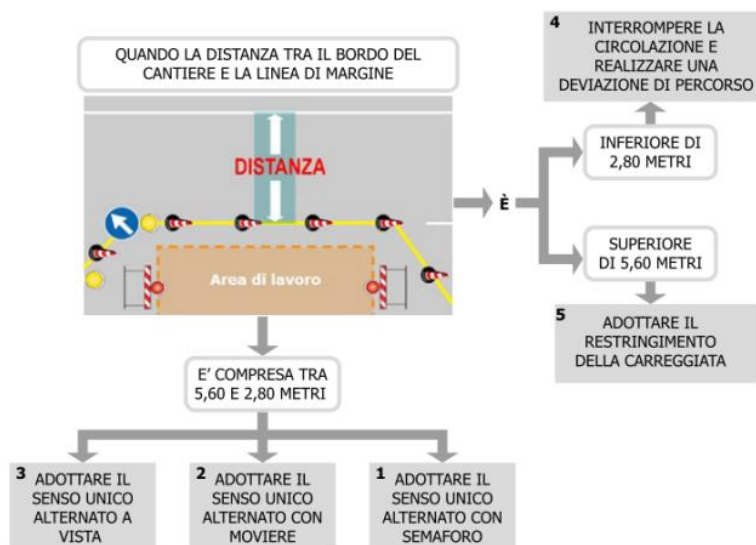 QUANDO LA DISTANZA TRA IL BORDO DEL
CANTIERE E LA LINEA DI MARGINE
DISTANZA
Area di lavoro
È
4
INTERROMPERE LA
CIRCOLAZIONE E
REALIZZARE UNA
DEVIAZIONE DI PERCORSO
INFERIORE DI
2,80 METRI
SUPERIORE
DI 5,60 METRI
5
ADOTTARE IL
RESTRINGIMENTO
DELLA CARREGGIATA
E' COMPRESA TRA
5,60 E 2,80 METRI
3
ADOTTARE IL
SENSO UNICO
ALTERNATO A
VISTA
2
ADOTTARE IL
SENSO UNICO
ALTERNATO CON
MOVIERE
1
ADOTTARE IL
SENSO UNICO
ALTERNATO CON
SEMAFORO